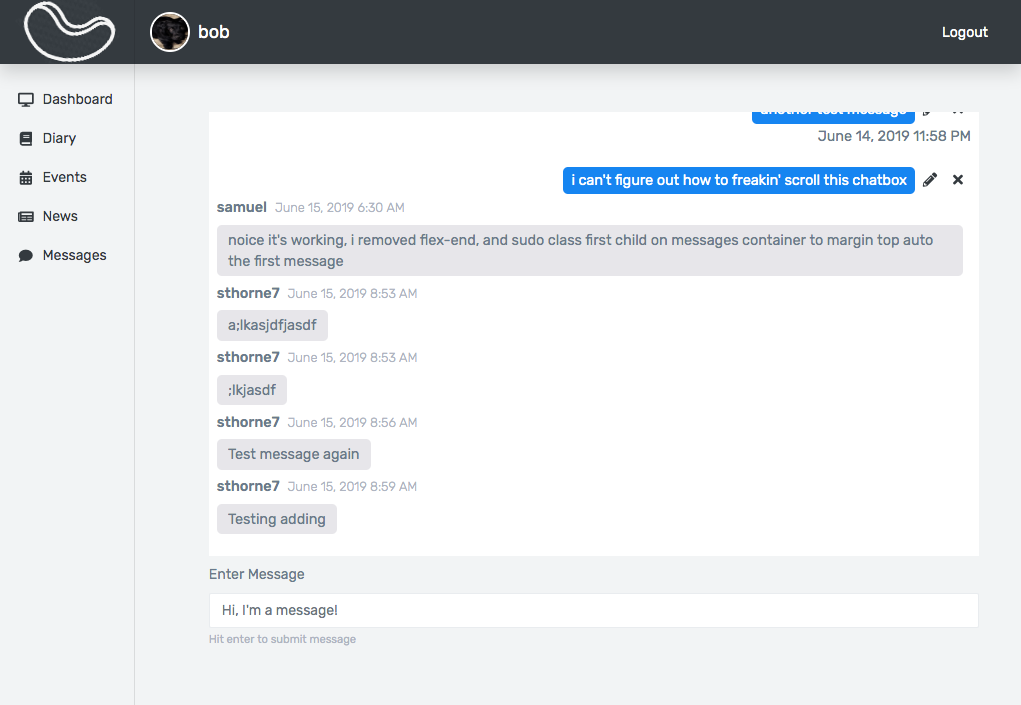 bob
Logout
Dashboard
Diary
Events
News
Messages
another test message
June 14, 2019 11:58 PM
i can't figure out how to freakin' scroll this chatbox
samuel June 15, 2019 6:30 AM
noice it's working, i removed flex-end, and sudo class first child on messages container to margin top auto
the first message
sthorne7 June 15, 2019 8:53 AM
a;lkasjdfjasdf
sthorne7 June 15, 2019 8:53 AM
;lkjasdf
sthorne7 June 15, 2019 8:56 AM
Test message again
sthorne7 June 15, 2019 8:59 AM
Testing adding
Enter Message
Hi, I'm a message!
Hit enter to submit message